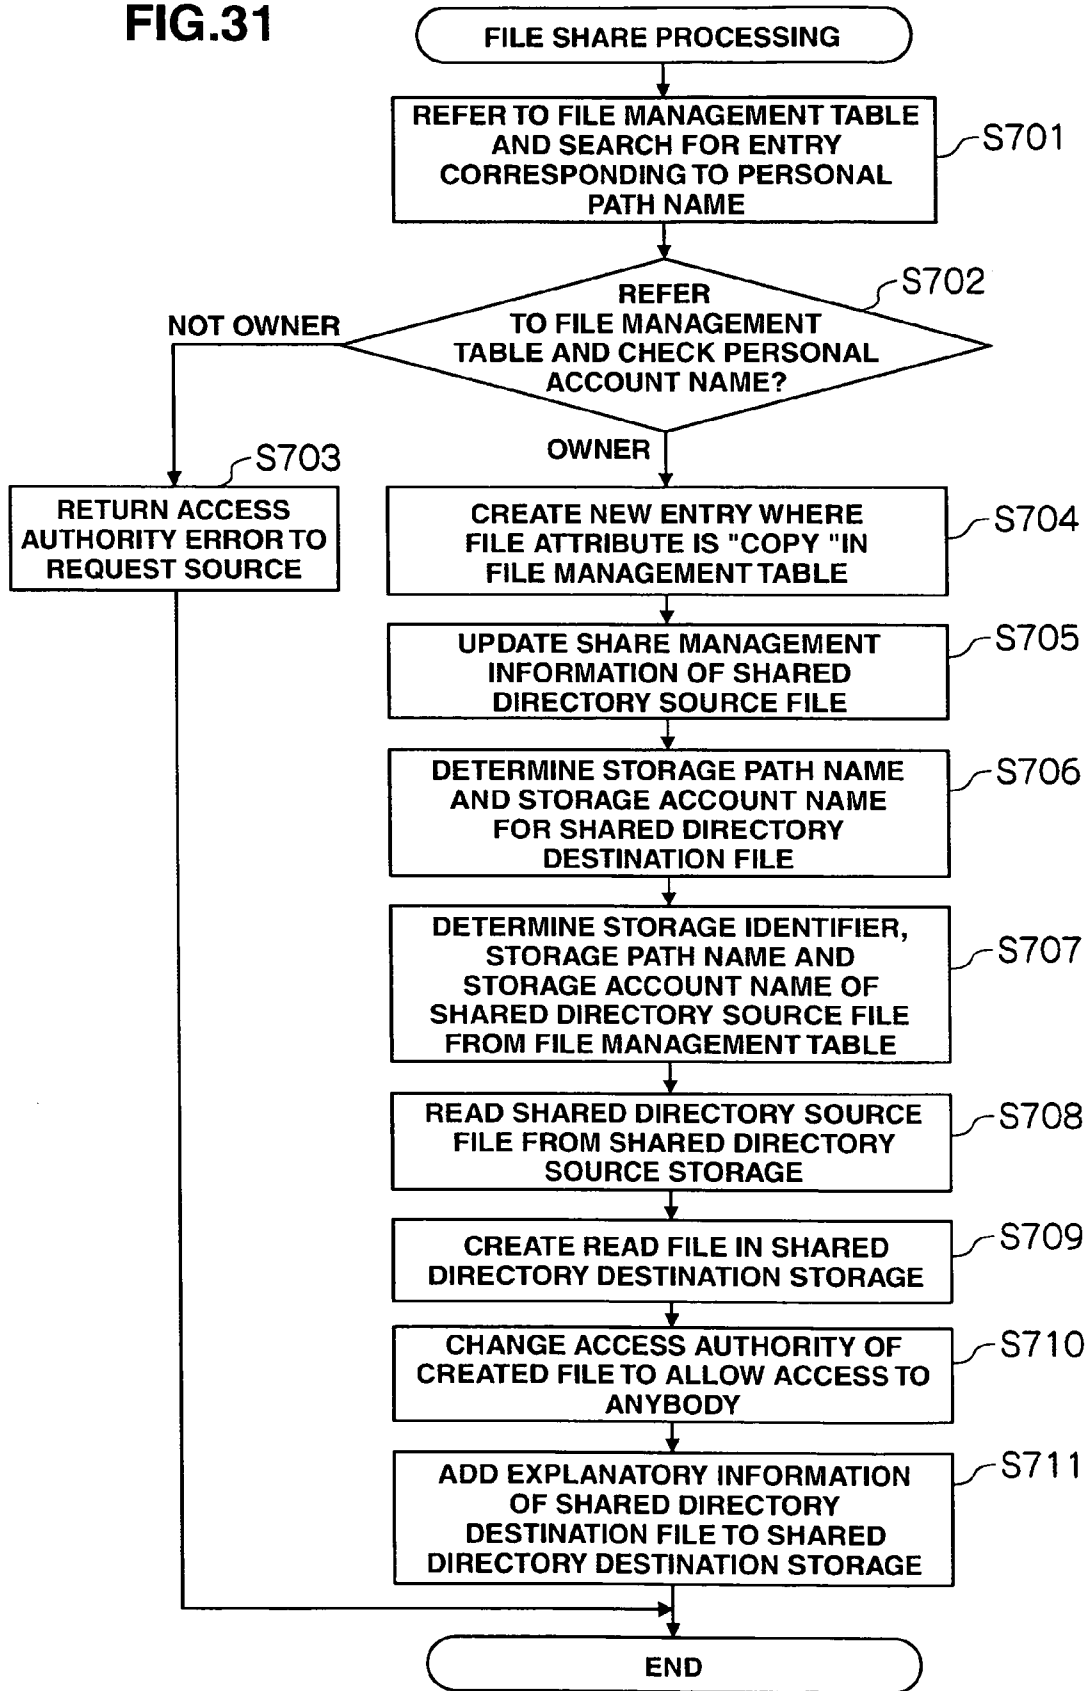 FIG.31
FILE SHARE PROCESSING
REFER TO FILE MANAGEMENT TABLE
AND SEARCH FOR ENTRY
CORRESPONDING TO PERSONAL
PATH NAME
S701
REFER
TO FILE MANAGEMENT
TABLE AND CHECK PERSONAL
ACCOUNT NAME?
S702
NOT OWNER
OWNER
S703
RETURN ACCESS
AUTHORITY ERROR TO
REQUEST SOURCE
CREATE NEW ENTRY WHERE
FILE ATTRIBUTE IS "COPY "IN
FILE MANAGEMENT TABLE
S704
UPDATE SHARE MANAGEMENT
INFORMATION OF SHARED
DIRECTORY SOURCE FILE
S705
DETERMINE STORAGE PATH NAME
AND STORAGE ACCOUNT NAME
FOR SHARED DIRECTORY
DESTINATION FILE
S706
DETERMINE STORAGE IDENTIFIER,
STORAGE PATH NAME AND
STORAGE ACCOUNT NAME OF
SHARED DIRECTORY SOURCE FILE
FROM FILE MANAGEMENT TABLE
S707
READ SHARED DIRECTORY SOURCE
FILE FROM SHARED DIRECTORY
SOURCE STORAGE
S708
CREATE READ FILE IN SHARED
DIRECTORY DESTINATION STORAGE
S709
CHANGE ACCESS AUTHORITY OF
CREATED FILE TO ALLOW ACCESS TO
ANYBODY
S710
ADD EXPLANATORY INFORMATION
OF SHARED DIRECTORY
DESTINATION FILE TO SHARED
DIRECTORY DESTINATION STORAGE
S711
END